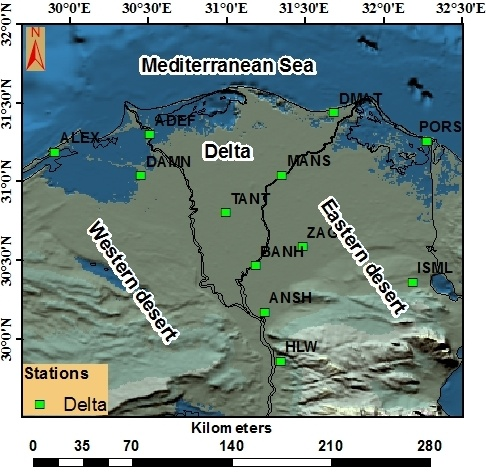 30°0'E 30°30'E 31°0'E 31°30'E 32°0'E 32°30'E
32°0'N
N
Mediterranean Sea
31°30'N
DMAT
ADEF
PORS
ALEX
Delta
DAMN
MANS
31°0'N
TANT
Western desert
Eastern desert
ZAG
BANH
30°30'N
ISML
ANSH
30°0'N
HLW
Stations
Delta
Kilometers
0 35 70 140 210 280